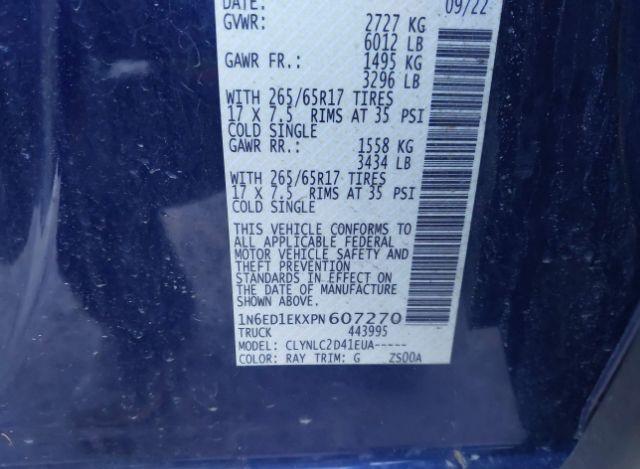 DATE: 09/22
GVWR: 2727 KG
6012 LB
GAWR FR.: 1495 KG
3296 LB
WITH 265/65R17 TIRES
17 X 7.5 RIMS AT 35 PSI
COLD SINGLE
GAWR RR.: 1558 KG
3434 LB
WITH 265/65R17 TIRES
17 X 7.5 RIMS AT 35 PSI
COLD SINGLE
THIS VEHICLE CONFORMS TO
ALL APPLICABLE FEDERAL
MOTOR VEHICLE SAFETY AND
THEFT PREVENTION
STANDARDS IN EFFECT ON
THE DATE OF MANUFACTURE
SHOWN ABOVE.
1N6ED1EKXPN607270
TRUCK 443995
MODEL: CLYNLC2D41EUA-----
COLOR: RAY TRIM: G ZS00A